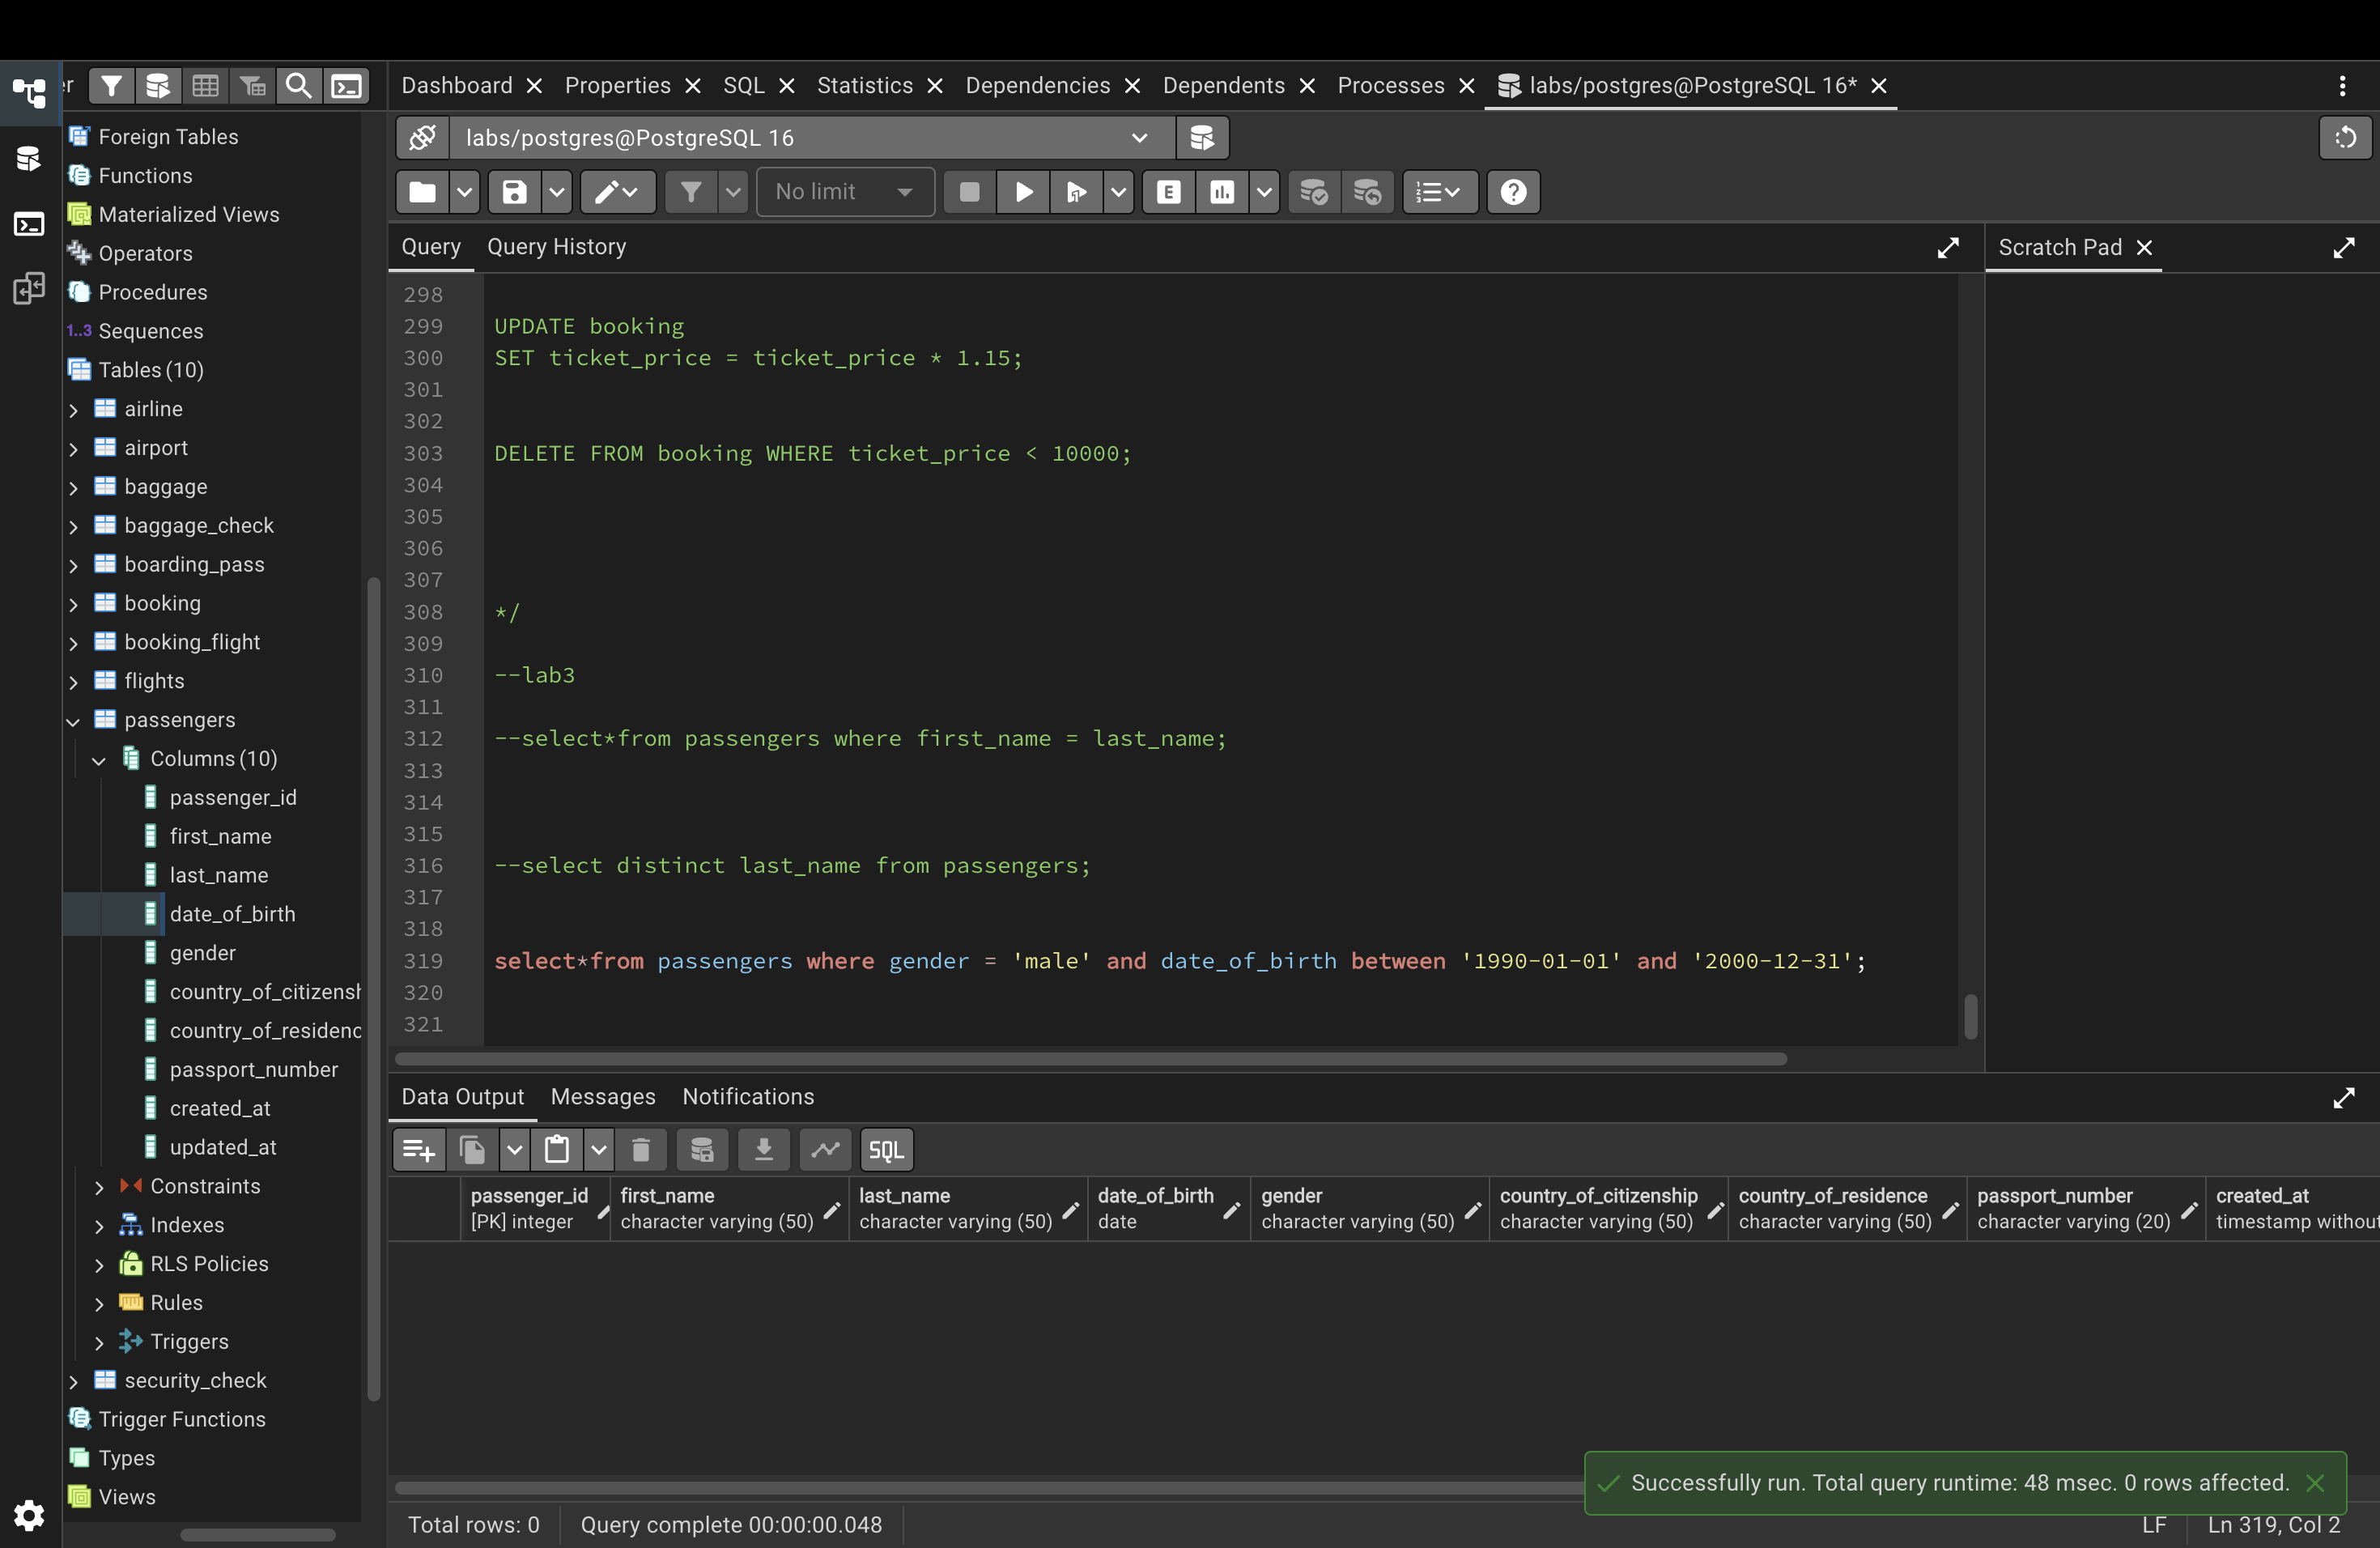 er
Dashboard
Properties
SQL
Statistics
Dependencies
Dependents
Processes
labs/postgres@PostgreSQL 16*
labs/postgres@PostgreSQL 16
No limit
E
Query
Query History
Scratch Pad
Foreign Tables
Functions
Materialized Views
Operators
Procedures
1..3 Sequences
Tables (10)
airline
airport
baggage
baggage_check
boarding_pass
booking
booking_flight
flights
passengers
Columns (10)
passenger_id
first_name
last_name
date_of_birth
gender
country_of_citizensh
country_of_residenc
passport_number
created_at
updated_at
Constraints
Indexes
RLS Policies
Rules
Triggers
security_check
Trigger Functions
Types
Views
298
299 UPDATE booking
300 SET ticket_price = ticket_price * 1.15;
301
302
303 DELETE FROM booking WHERE ticket_price < 10000;
304
305
306
307
308 */
309
310 --lab3
311
312 --select*from passengers where first_name = last_name;
313
314
315
316 --select distinct last_name from passengers;
317
318
319 select*from passengers where gender = 'male' and date_of_birth between '1990-01-01' and '2000-12-31';
320
321
Data Output
Messages
Notifications
SQL
passenger_id
[PK] integer
first_name
character varying (50)
last_name
character varying (50)
date_of_birth
date
gender
character varying (50)
country_of_citizenship
character varying (50)
country_of_residence
character varying (50)
passport_number
character varying (20)
created_at
timestamp without
Successfully run. Total query runtime: 48 msec. 0 rows affected.
Total rows: 0
Query complete 00:00:00.048
LF
Ln 319, Col 2